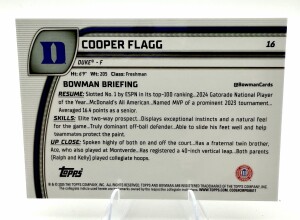 D
COOPER FLAGG
16
DUKE - F
Ht: 6'9" Wt: 205 Class: Freshman
BOWMAN BRIEFING
@BowmanCards
RESUME: Slotted No. 1 by ESPN in its top-100 ranking...2024 Gatorade National Player
of the Year...McDonald's All American...Named MVP of a prominent 2023 tournament...
Averaged 16.4 points as a senior.
SKILLS: Elite two-way prospect...Displays exceptional instincts and a natural feel
for the game...Truly dominant off-ball defender...Able to slide his feet well and help
teammates protect the paint.
UP CLOSE: Spoken highly of both on and off the court...Has a fraternal twin brother,
Ace, who also played at Montverde...Has registered a 40-inch vertical leap...Both parents
[Ralph and Kelly] played college hoops.
Topps